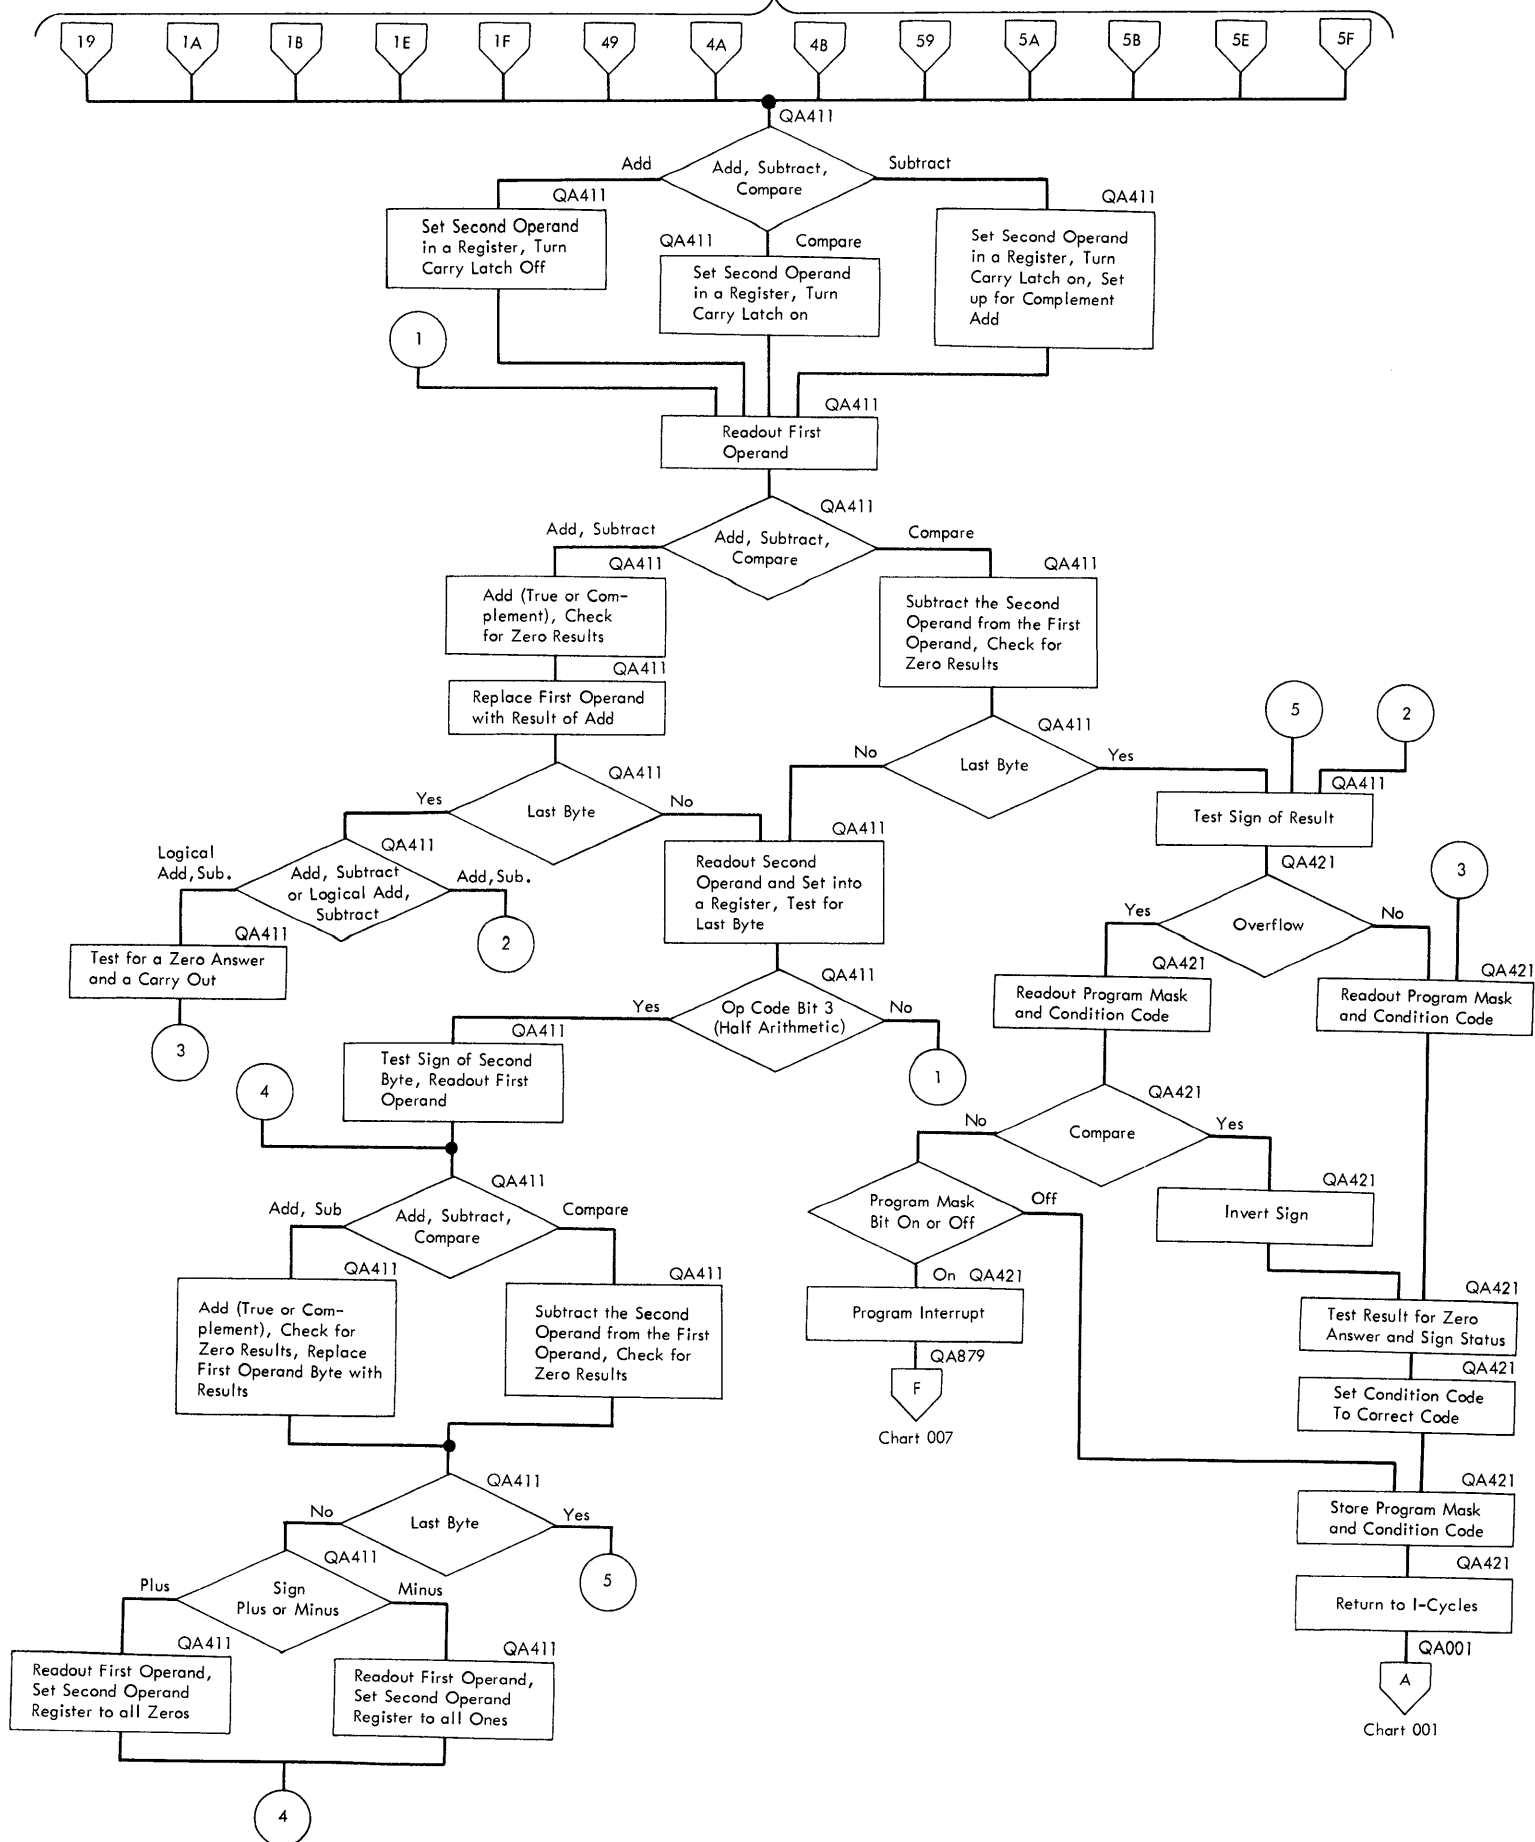 19
1A
1B
1E
1F
49
4A
4B
59
5A
5B
5E
5F
QA411
Add, Subtract,
Compare
Add
Subtract
Compare
QA411
Set Second Operand
in a Register, Turn
Carry Latch Off
QA411
Set Second Operand
in a Register, Turn
Carry Latch on
QA411
Set Second Operand
in a Register, Turn
Carry Latch on, Set
up for Complement
Add
1
QA411
Readout First
Operand
QA411
Add, Subtract,
Compare
Add, Subtract
Compare
QA411
Add (True or Com-
plement), Check
for Zero Results
QA411
Replace First Operand
with Result of Add
QA411
Subtract the Second
Operand from the First
Operand, Check for
Zero Results
QA411
Last Byte
No
Yes
5
2
QA411
Test Sign of Result
QA411
Last Byte
Yes
No
QA411
Add, Subtract
or Logical Add,
Subtract
Logical
Add,Sub.
Add,Sub.
2
QA411
Test for a Zero Answer
and a Carry Out
3
QA411
Readout Second
Operand and Set into
a Register, Test for
Last Byte
QA411
Op Code Bit 3
(Half Arithmetic)
Yes
No
1
QA421
Overflow
Yes
No
3
QA421
Readout Program Mask
and Condition Code
QA421
Readout Program Mask
and Condition Code
QA411
Test Sign of Second
Byte, Readout First
Operand
4
QA421
Compare
No
Yes
QA421
Invert Sign
Program Mask
Bit On or Off
Off
On
QA421
Program Interrupt
QA879
F
Chart 007
QA411
Add, Subtract,
Compare
Add, Sub
Compare
QA411
Add (True or Com-
plement), Check for
Zero Results, Replace
First Operand Byte with
Results
QA411
Subtract the Second
Operand from the First
Operand, Check for
Zero Results
QA421
Test Result for Zero
Answer and Sign Status
QA421
Set Condition Code
To Correct Code
QA421
Store Program Mask
and Condition Code
QA421
Return to I-Cycles
QA001
A
Chart 001
QA411
Last Byte
No
Yes
5
QA411
Sign
Plus or Minus
Plus
Minus
QA411
Readout First Operand,
Set Second Operand
Register to all Zeros
QA411
Readout First Operand,
Set Second Operand
Register to all Ones
4